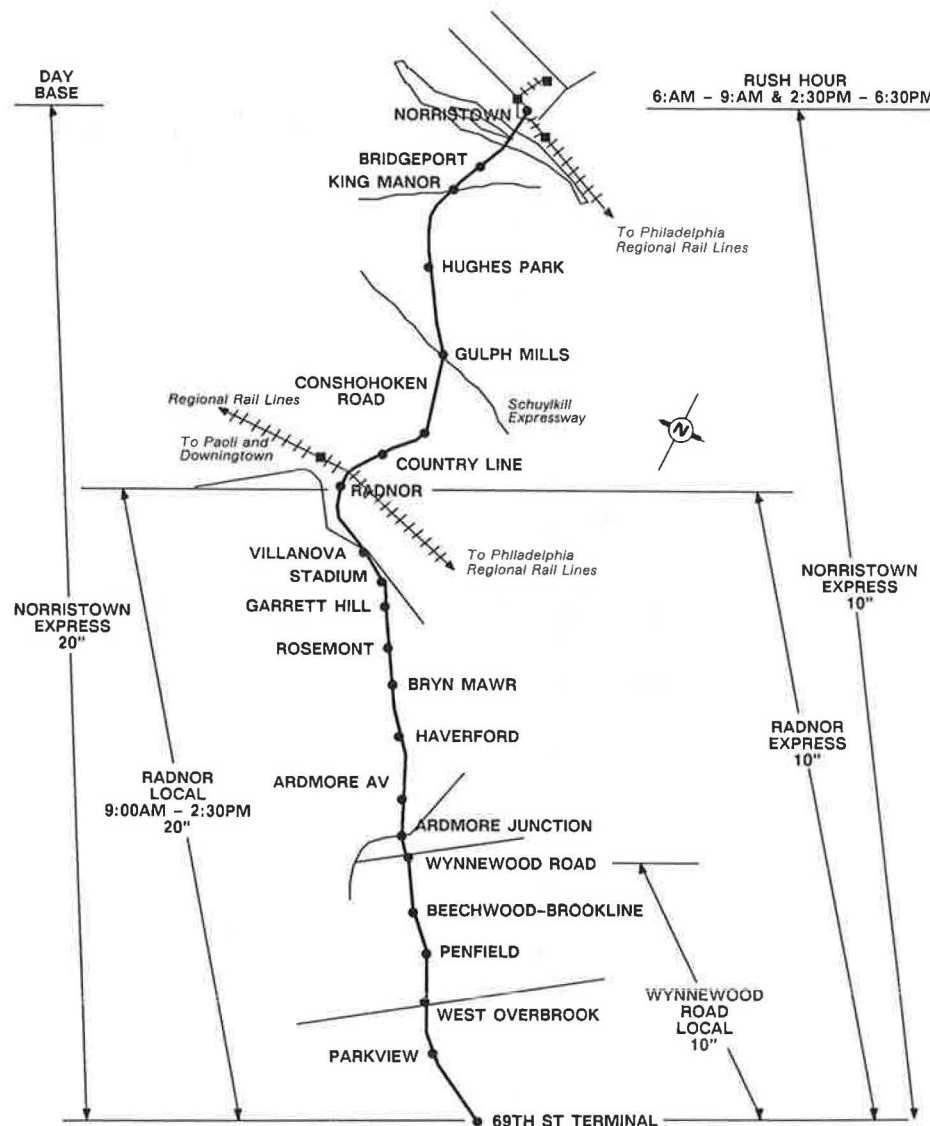 DAY
BASE
RUSH HOUR
6:AM – 9:AM & 2:30PM – 6:30PM
NORRISTOWN
BRIDGEPORT
KING MANOR
To Philadelphia
Regional Rail Lines
HUGHES PARK
GULPH MILLS
CONSHOHOKEN
ROAD
Regional Rail Lines
Schuylkill
Expressway
To Paoli and
Downingtown
N
COUNTRY LINE
RADNOR
VILLANOVA
To Philadelphia
Regional Rail Lines
STADIUM
GARRETT HILL
NORRISTOWN
EXPRESS
20"
NORRISTOWN
EXPRESS
10"
ROSEMONT
BRYN MAWR
HAVERFORD
RADNOR
EXPRESS
10"
RADNOR
LOCAL
9:00AM – 2:30PM
20"
ARDMORE AV
ARDMORE JUNCTION
WYNNEWOOD ROAD
BEECHWOOD–BROOKLINE
PENFIELD
WEST OVERBROOK
WYNNEWOOD
ROAD
LOCAL
10"
PARKVIEW
69TH ST TERMINAL